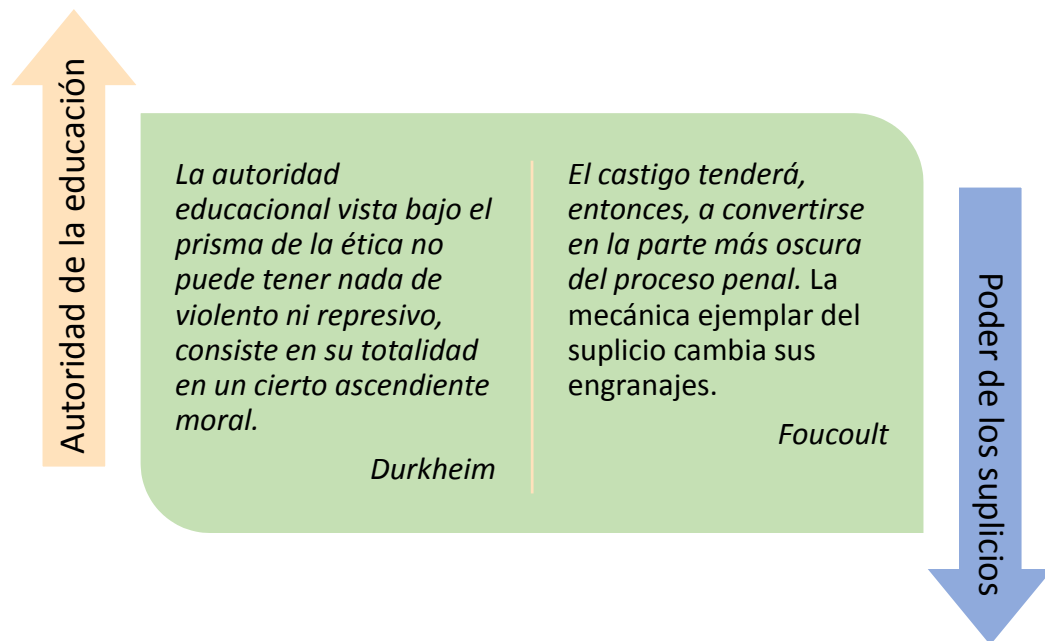 Autoridad de la educación
La autoridad
educacional vista bajo el
prisma de la ética no
puede tener nada de
violento ni represivo,
consiste en su totalidad
en un cierto ascendiente
moral.
Durkheim
El castigo tenderá,
entonces, a convertirse
en la parte más oscura
del proceso penal. La
mecánica ejemplar del
suplicio cambia sus
engranajes.
Foucoult
Poder de los suplicios